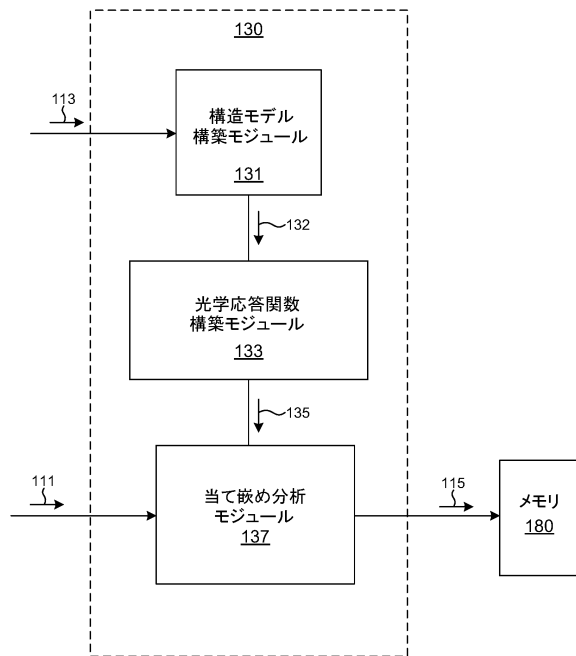 130
113
構造モデル
構築モジュール
131
132
光学応答関数
構築モジュール
133
135
111
当て嵌め分析
モジュール
137
115
メモリ
180